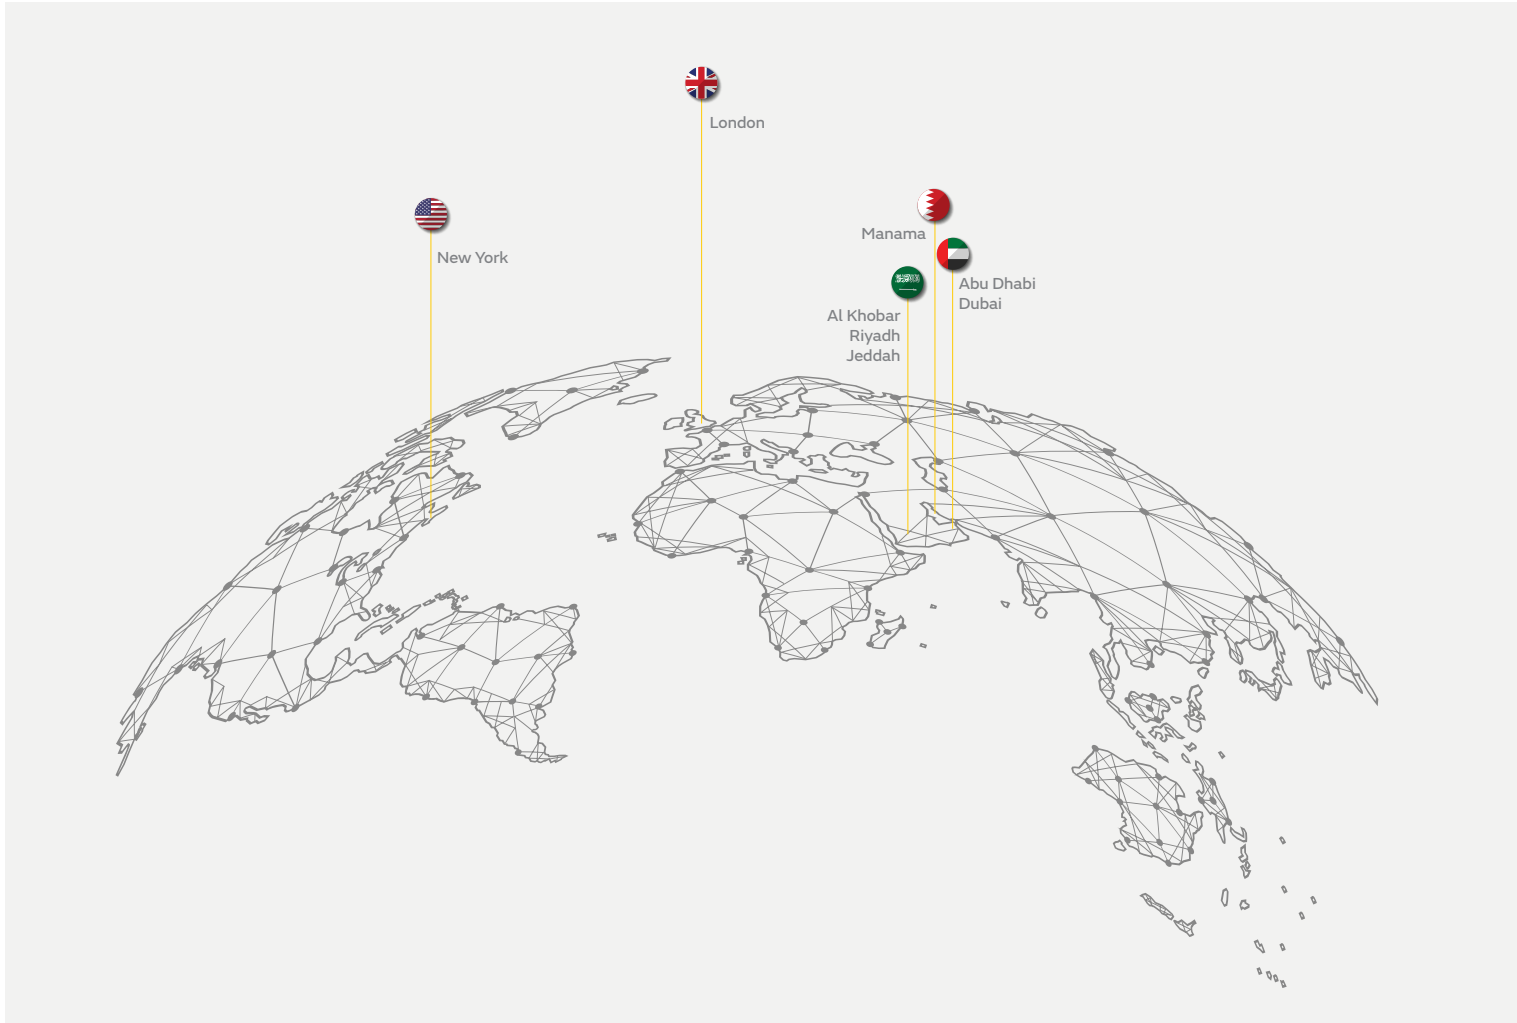 London
Manama
New York
Abu Dhabi
Dubai
Al Khobar
Riyadh
Jeddah